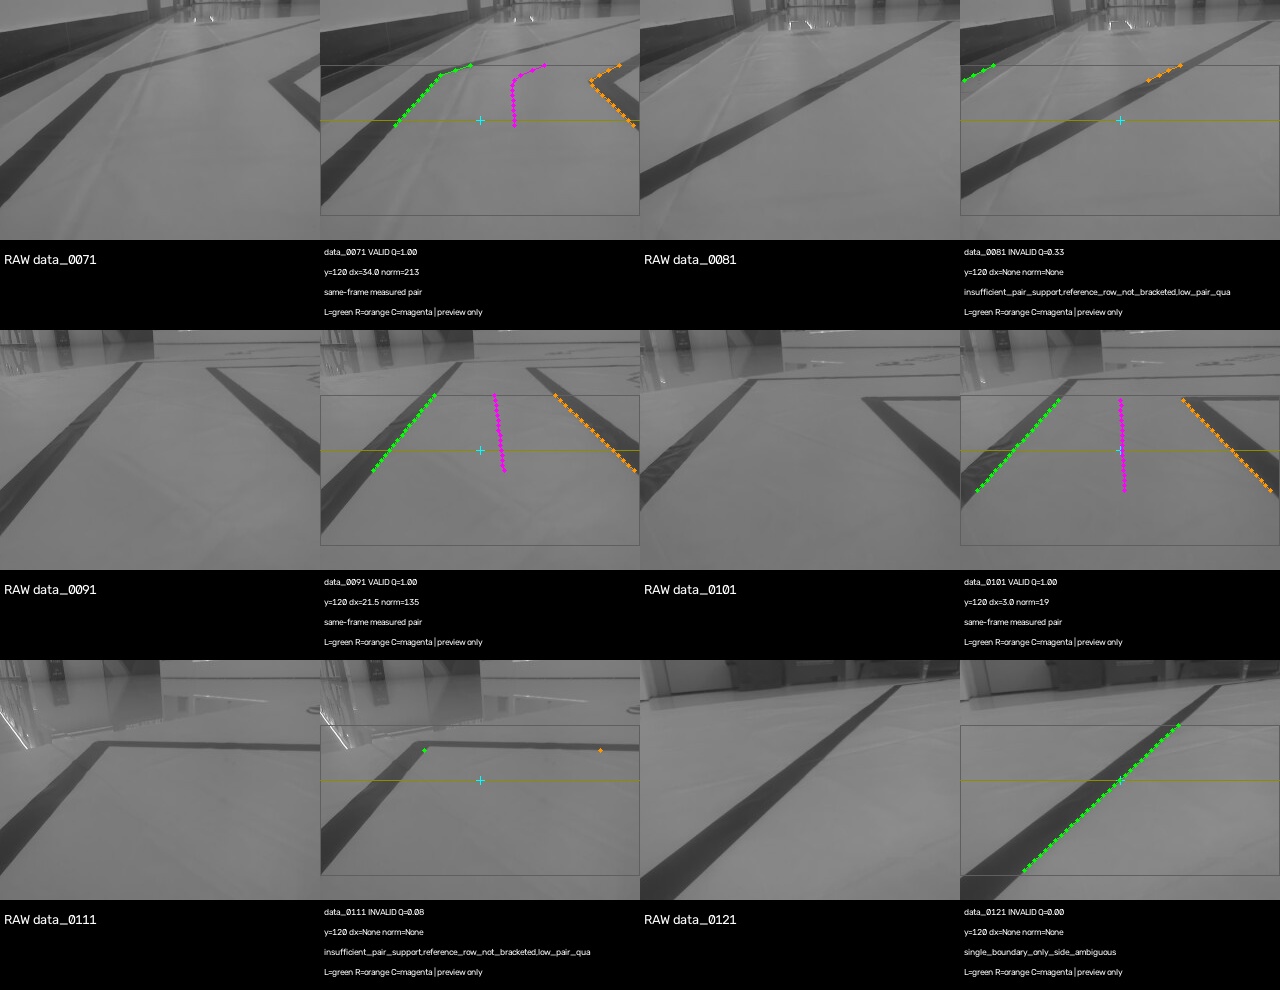 RAW data_0071
data_0071 VALID Q=1.00
y=120 dx=34.0 norm=213
same-frame measured pair
L=green R=orange C=magenta | preview only
RAW data_0081
data_0081 INVALID Q=0.33
y=120 dx=None norm=None
insufficient_pair_support,reference_row_not_bracketed,low_pair_qua
L=green R=orange C=magenta | preview only
RAW data_0091
data_0091 VALID Q=1.00
y=120 dx=21.5 norm=135
same-frame measured pair
L=green R=orange C=magenta | preview only
RAW data_0101
data_0101 VALID Q=1.00
y=120 dx=3.0 norm=19
same-frame measured pair
L=green R=orange C=magenta | preview only
RAW data_0111
data_0111 INVALID Q=0.08
y=120 dx=None norm=None
insufficient_pair_support,reference_row_not_bracketed,low_pair_qua
L=green R=orange C=magenta | preview only
RAW data_0121
data_0121 INVALID Q=0.00
y=120 dx=None norm=None
single_boundary_only_side_ambiguous
L=green R=orange C=magenta | preview only